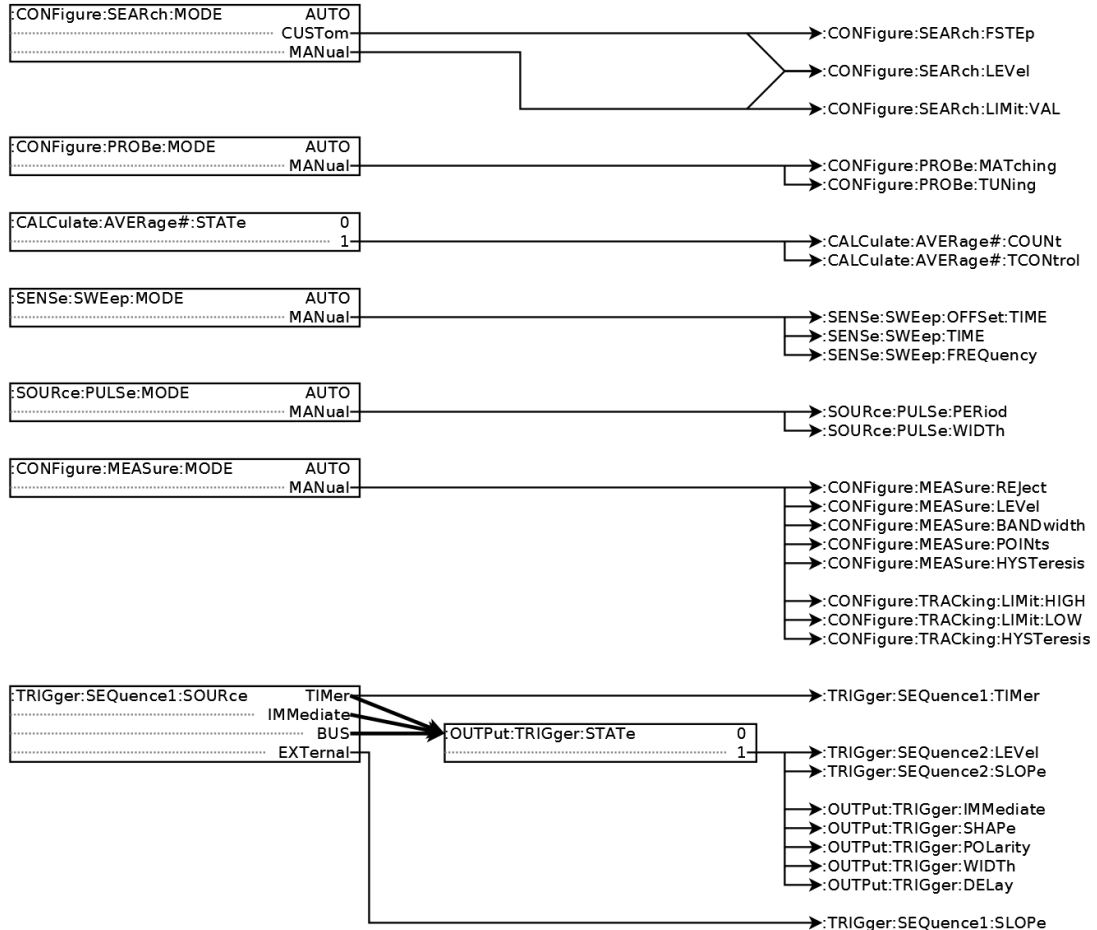 :CONFigure:SEARch:MODE AUTO
CUSTom :CONFigure:SEARch:FSTEp
MANual
:CONFigure:SEARch:LEVel
:CONFigure:SEARch:LIMit:VAL
:CONFigure:PROBe:MODE AUTO
MANual :CONFigure:PROBe:MATching
:CONFigure:PROBe:TUNing
:CALCulate:AVERage#:STATe 0
1 :CALCulate:AVERage#:COUNt
:CALCulate:AVERage#:TCONtrol
:SENSe:SWEep:MODE AUTO
MANual :SENSe:SWEep:OFFSet:TIME
:SENSe:SWEep:TIME
:SENSe:SWEep:FREQuency
:SOURce:PULSe:MODE AUTO
MANual :SOURce:PULSe:PERiod
:SOURce:PULSe:WIDTh
:CONFigure:MEASure:MODE AUTO
MANual :CONFigure:MEASure:REJect
:CONFigure:MEASure:LEVel
:CONFigure:MEASure:BANDwidth
:CONFigure:MEASure:POINts
:CONFigure:MEASure:HYSTeresis
:CONFigure:TRACking:LIMit:HIGH
:CONFigure:TRACking:LIMit:LOW
:CONFigure:TRACking:HYSTeresis
:TRIGger:SEQuence1:SOURce TIMer :TRIGger:SEQuence1:TIMer
IMMediate
BUS :OUTPut:TRIGger:STATe 0
EXTernal 1 :TRIGger:SEQuence2:LEVel
:TRIGger:SEQuence2:SLOPe
:OUTPut:TRIGger:IMMediate
:OUTPut:TRIGger:SHAPe
:OUTPut:TRIGger:POLarity
:OUTPut:TRIGger:WIDTh
:OUTPut:TRIGger:DELay
:TRIGger:SEQuence1:SLOPe